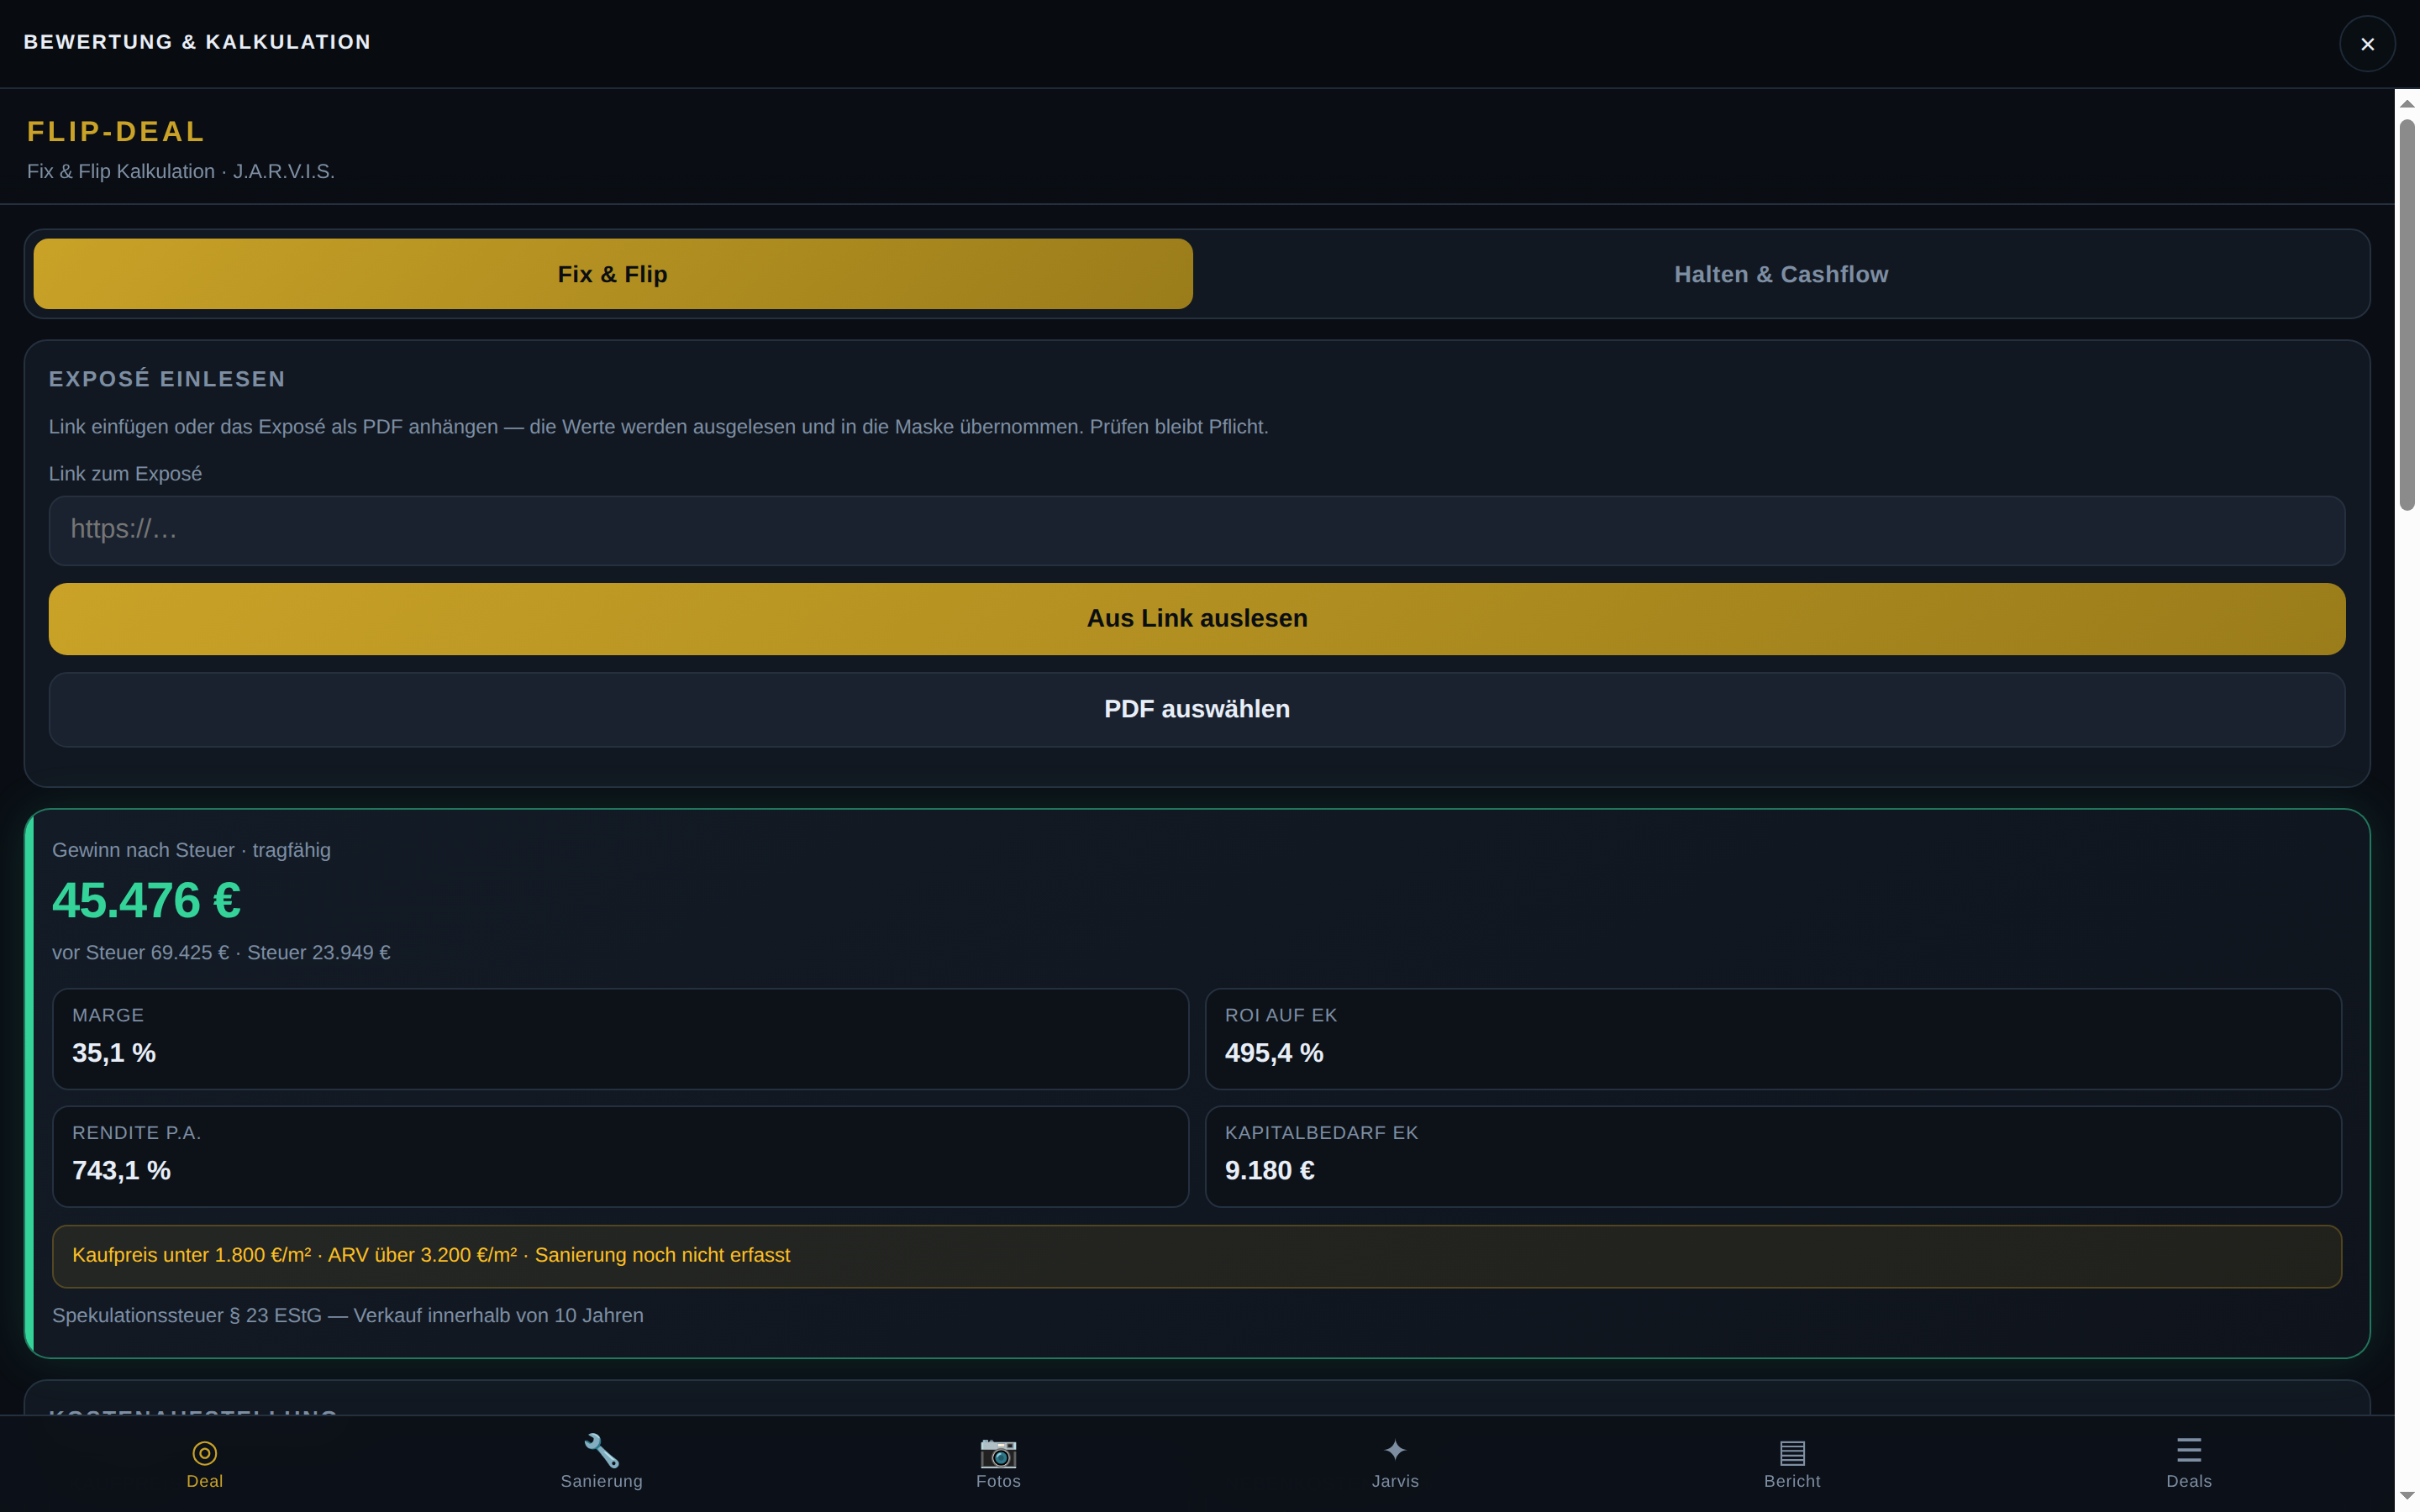 BEWERTUNG & KALKULATION
×
FLIP-DEAL
Fix & Flip Kalkulation · J.A.R.V.I.S.
Fix & Flip
Halten & Cashflow
EXPOSÉ EINLESEN
Link einfügen oder das Exposé als PDF anhängen — die Werte werden ausgelesen und in die Maske übernommen. Prüfen bleibt Pflicht.
Link zum Exposé
https://…
Aus Link auslesen
PDF auswählen
Gewinn nach Steuer · tragfähig
45.476 €
vor Steuer 69.425 € · Steuer 23.949 €
MARGE
35,1 %
ROI AUF EK
495,4 %
RENDITE P.A.
743,1 %
KAPITALBEDARF EK
9.180 €
Kaufpreis unter 1.800 €/m² · ARV über 3.200 €/m² · Sanierung noch nicht erfasst
Spekulationssteuer § 23 EStG — Verkauf innerhalb von 10 Jahren
KOSTENAUFSTELLUNG
Deal
Sanierung
Fotos
Jarvis
Bericht
Deals